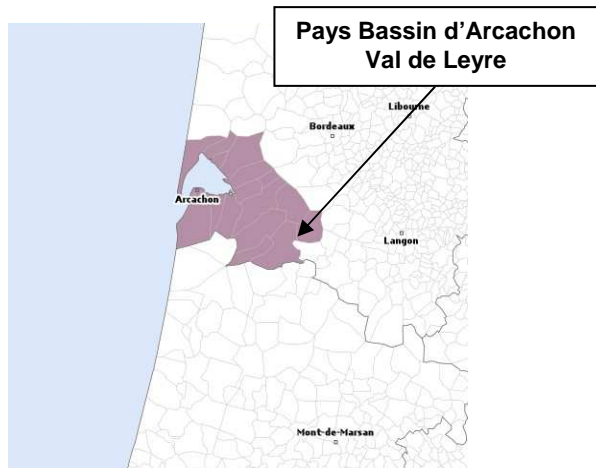 Pays Bassin d’Arcachon
Val de Leyre
Libourne
Bordeaux
Arcachon
Langon
Mont-de-Marsan